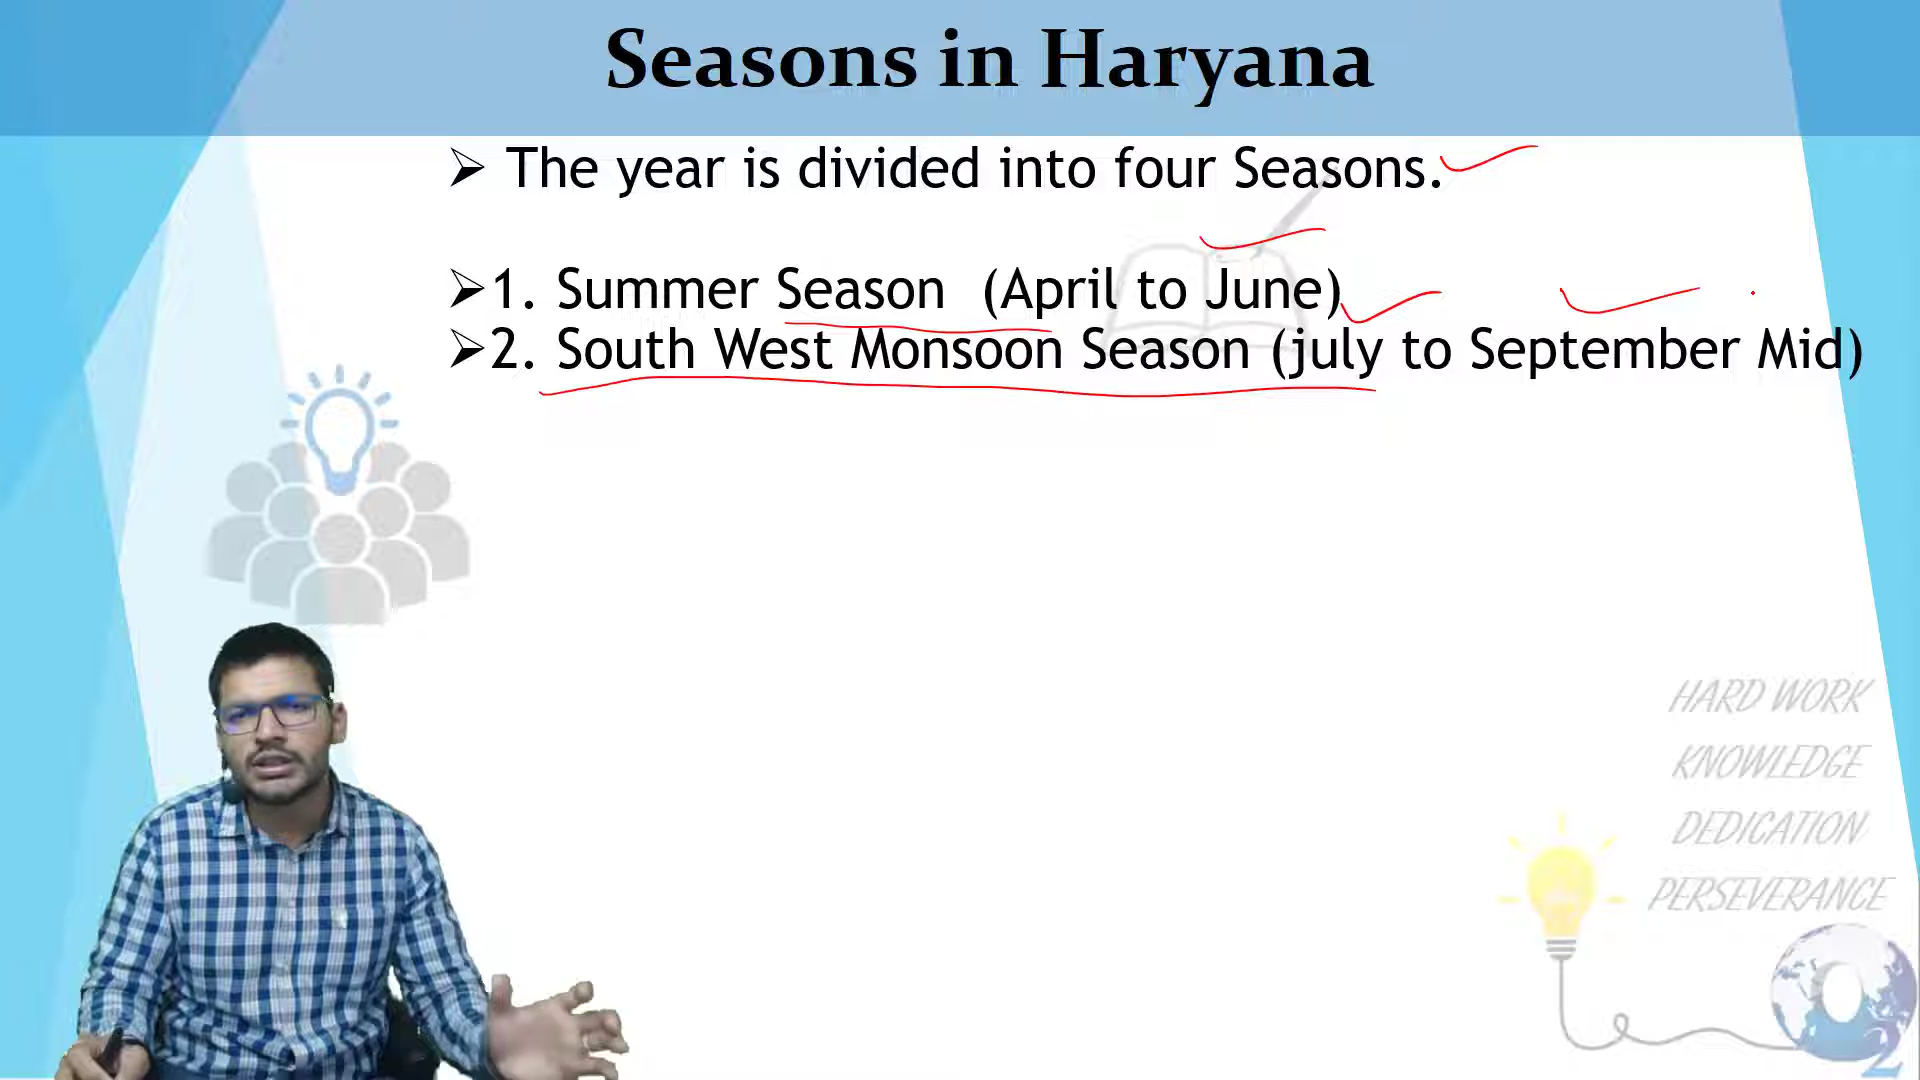 Seasons in Haryana
➢ The year is divided into four Seasons.
➢1. Summer Season (April to June)
➢2. South West Monsoon Season (july to September Mid)
HARD WORK
KNOWLEDGE
DEDICATION
PERSEVERANCE
O2